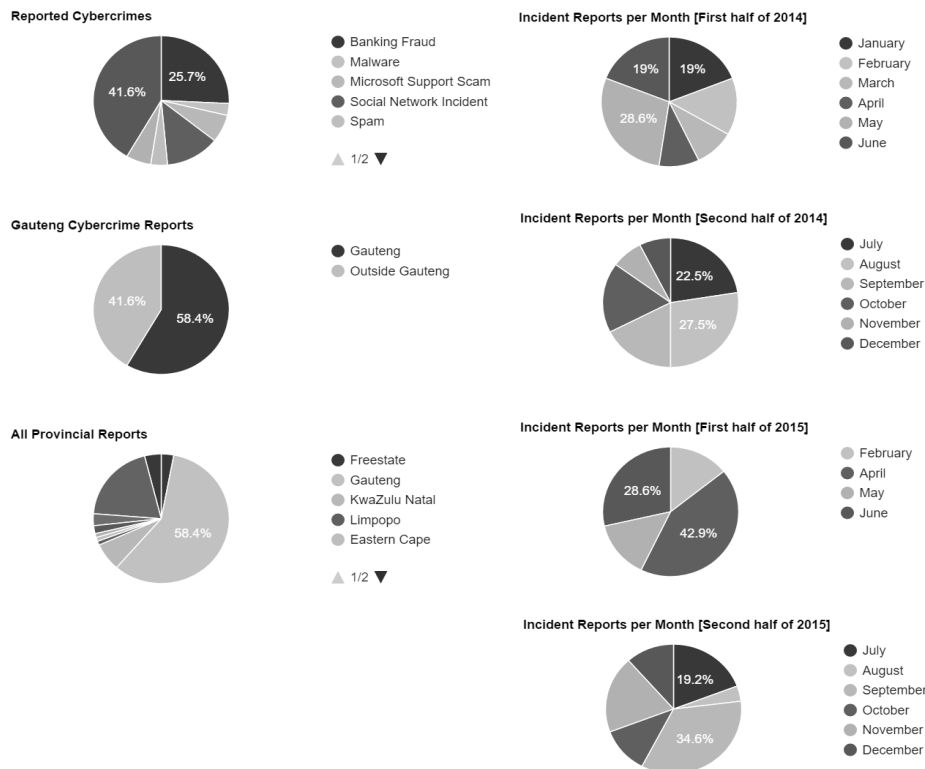 Reported Cybercrimes
25.7%
41.6%
Banking Fraud
Malware
Microsoft Support Scam
Social Network Incident
Spam
1/2
Gauteng Cybercrime Reports
41.6%
58.4%
Gauteng
Outside Gauteng
All Provincial Reports
58.4%
Freestate
Gauteng
KwaZulu Natal
Limpopo
Eastern Cape
1/2
Incident Reports per Month [First half of 2014]
19%
19%
28.6%
January
February
March
April
May
June
Incident Reports per Month [Second half of 2014]
22.5%
27.5%
July
August
September
October
November
December
Incident Reports per Month [First half of 2015]
28.6%
42.9%
February
April
May
June
Incident Reports per Month [Second half of 2015]
19.2%
34.6%
July
August
September
October
November
December